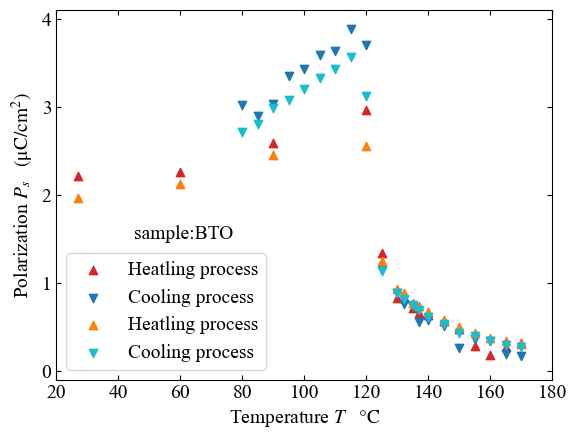 4
3
2
1
0
Polarization Ps (μC/cm²)
sample:BTO
Heatling process
Cooling process
Heatling process
Cooling process
20 40 60 80 100 120 140 160 180
Temperature T °C